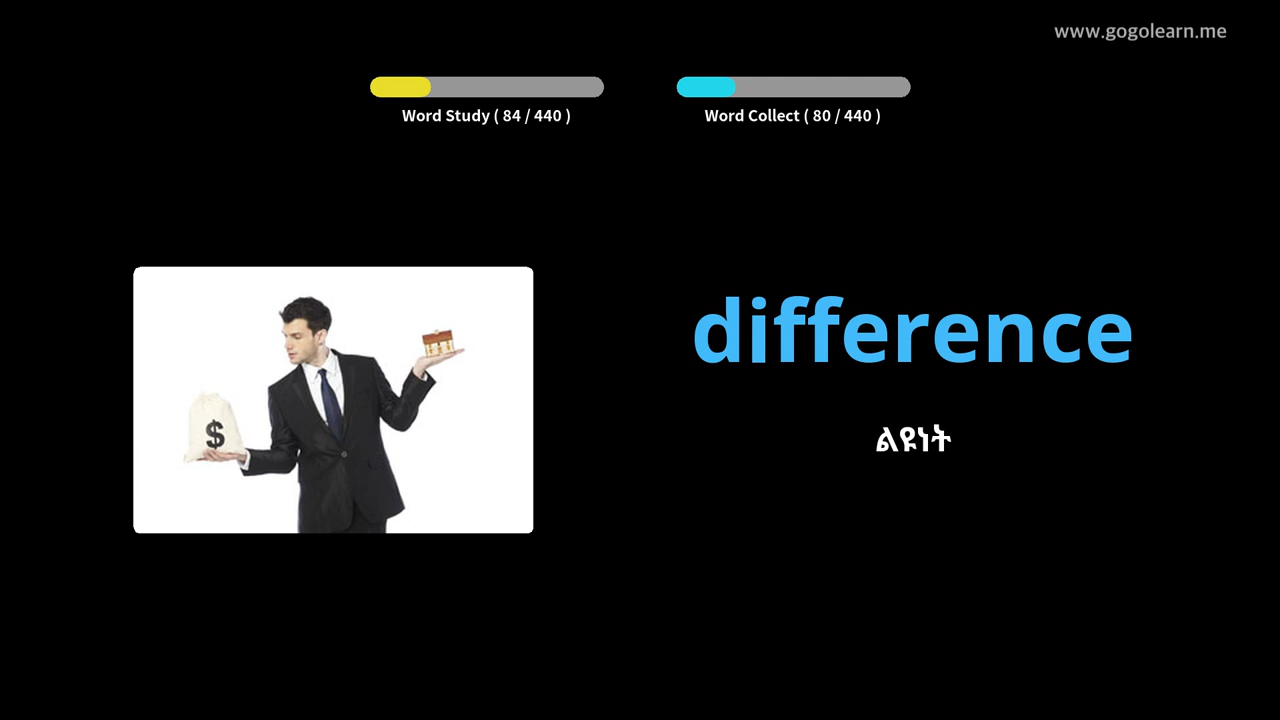 www.gogolearn.me
Word Study ( 84 / 440 )
Word Collect ( 80 / 440 )
$
difference
ልዩነት